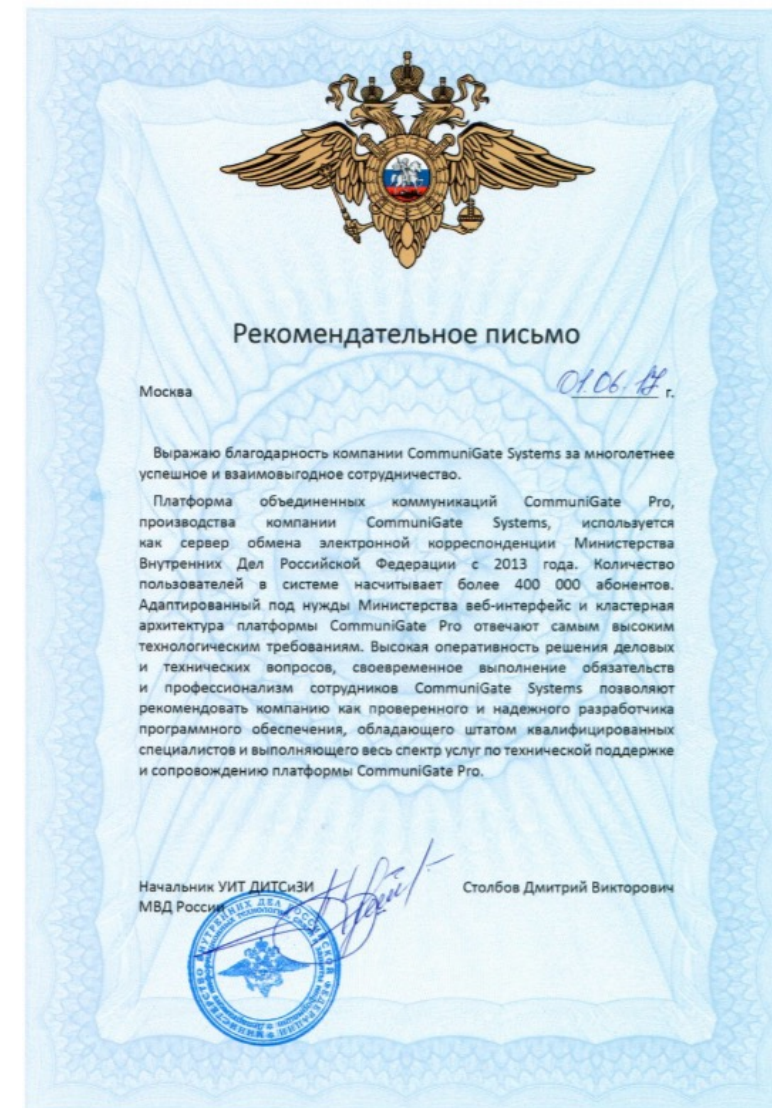 Рекомендательное письмо
Москва
01.06.17 г.
Выражаю благодарность компании CommuniGate Systems за многолетнее
успешное и взаимовыгодное сотрудничество.
Платформа объединенных коммуникаций CommuniGate Pro,
производства компании CommuniGate Systems, используется
как сервер обмена электронной корреспонденции Министерства
Внутренних Дел Российской Федерации с 2013 года. Количество
пользователей в системе насчитывает более 400 000 абонентов.
Адаптированный под нужды Министерства веб-интерфейс и кластерная
архитектура платформы CommuniGate Pro отвечают самым высоким
технологическим требованиям. Высокая оперативность решения деловых
и технических вопросов, своевременное выполнение обязательств
и профессионализм сотрудников CommuniGate Systems позволяют
рекомендовать компанию как проверенного и надежного разработчика
программного обеспечения, обладающего штатом квалифицированных
специалистов и выполняющего весь спектр услуг по технической поддержке
и сопровождению платформы CommuniGate Pro.
Начальник УИТ ДИТСиЗИ
МВД России
Столбов Дмитрий Викторович
МИНИСТЕРСТВО ВНУТРЕННИХ ДЕЛ РОССИЙСКОЙ ФЕДЕРАЦИИ